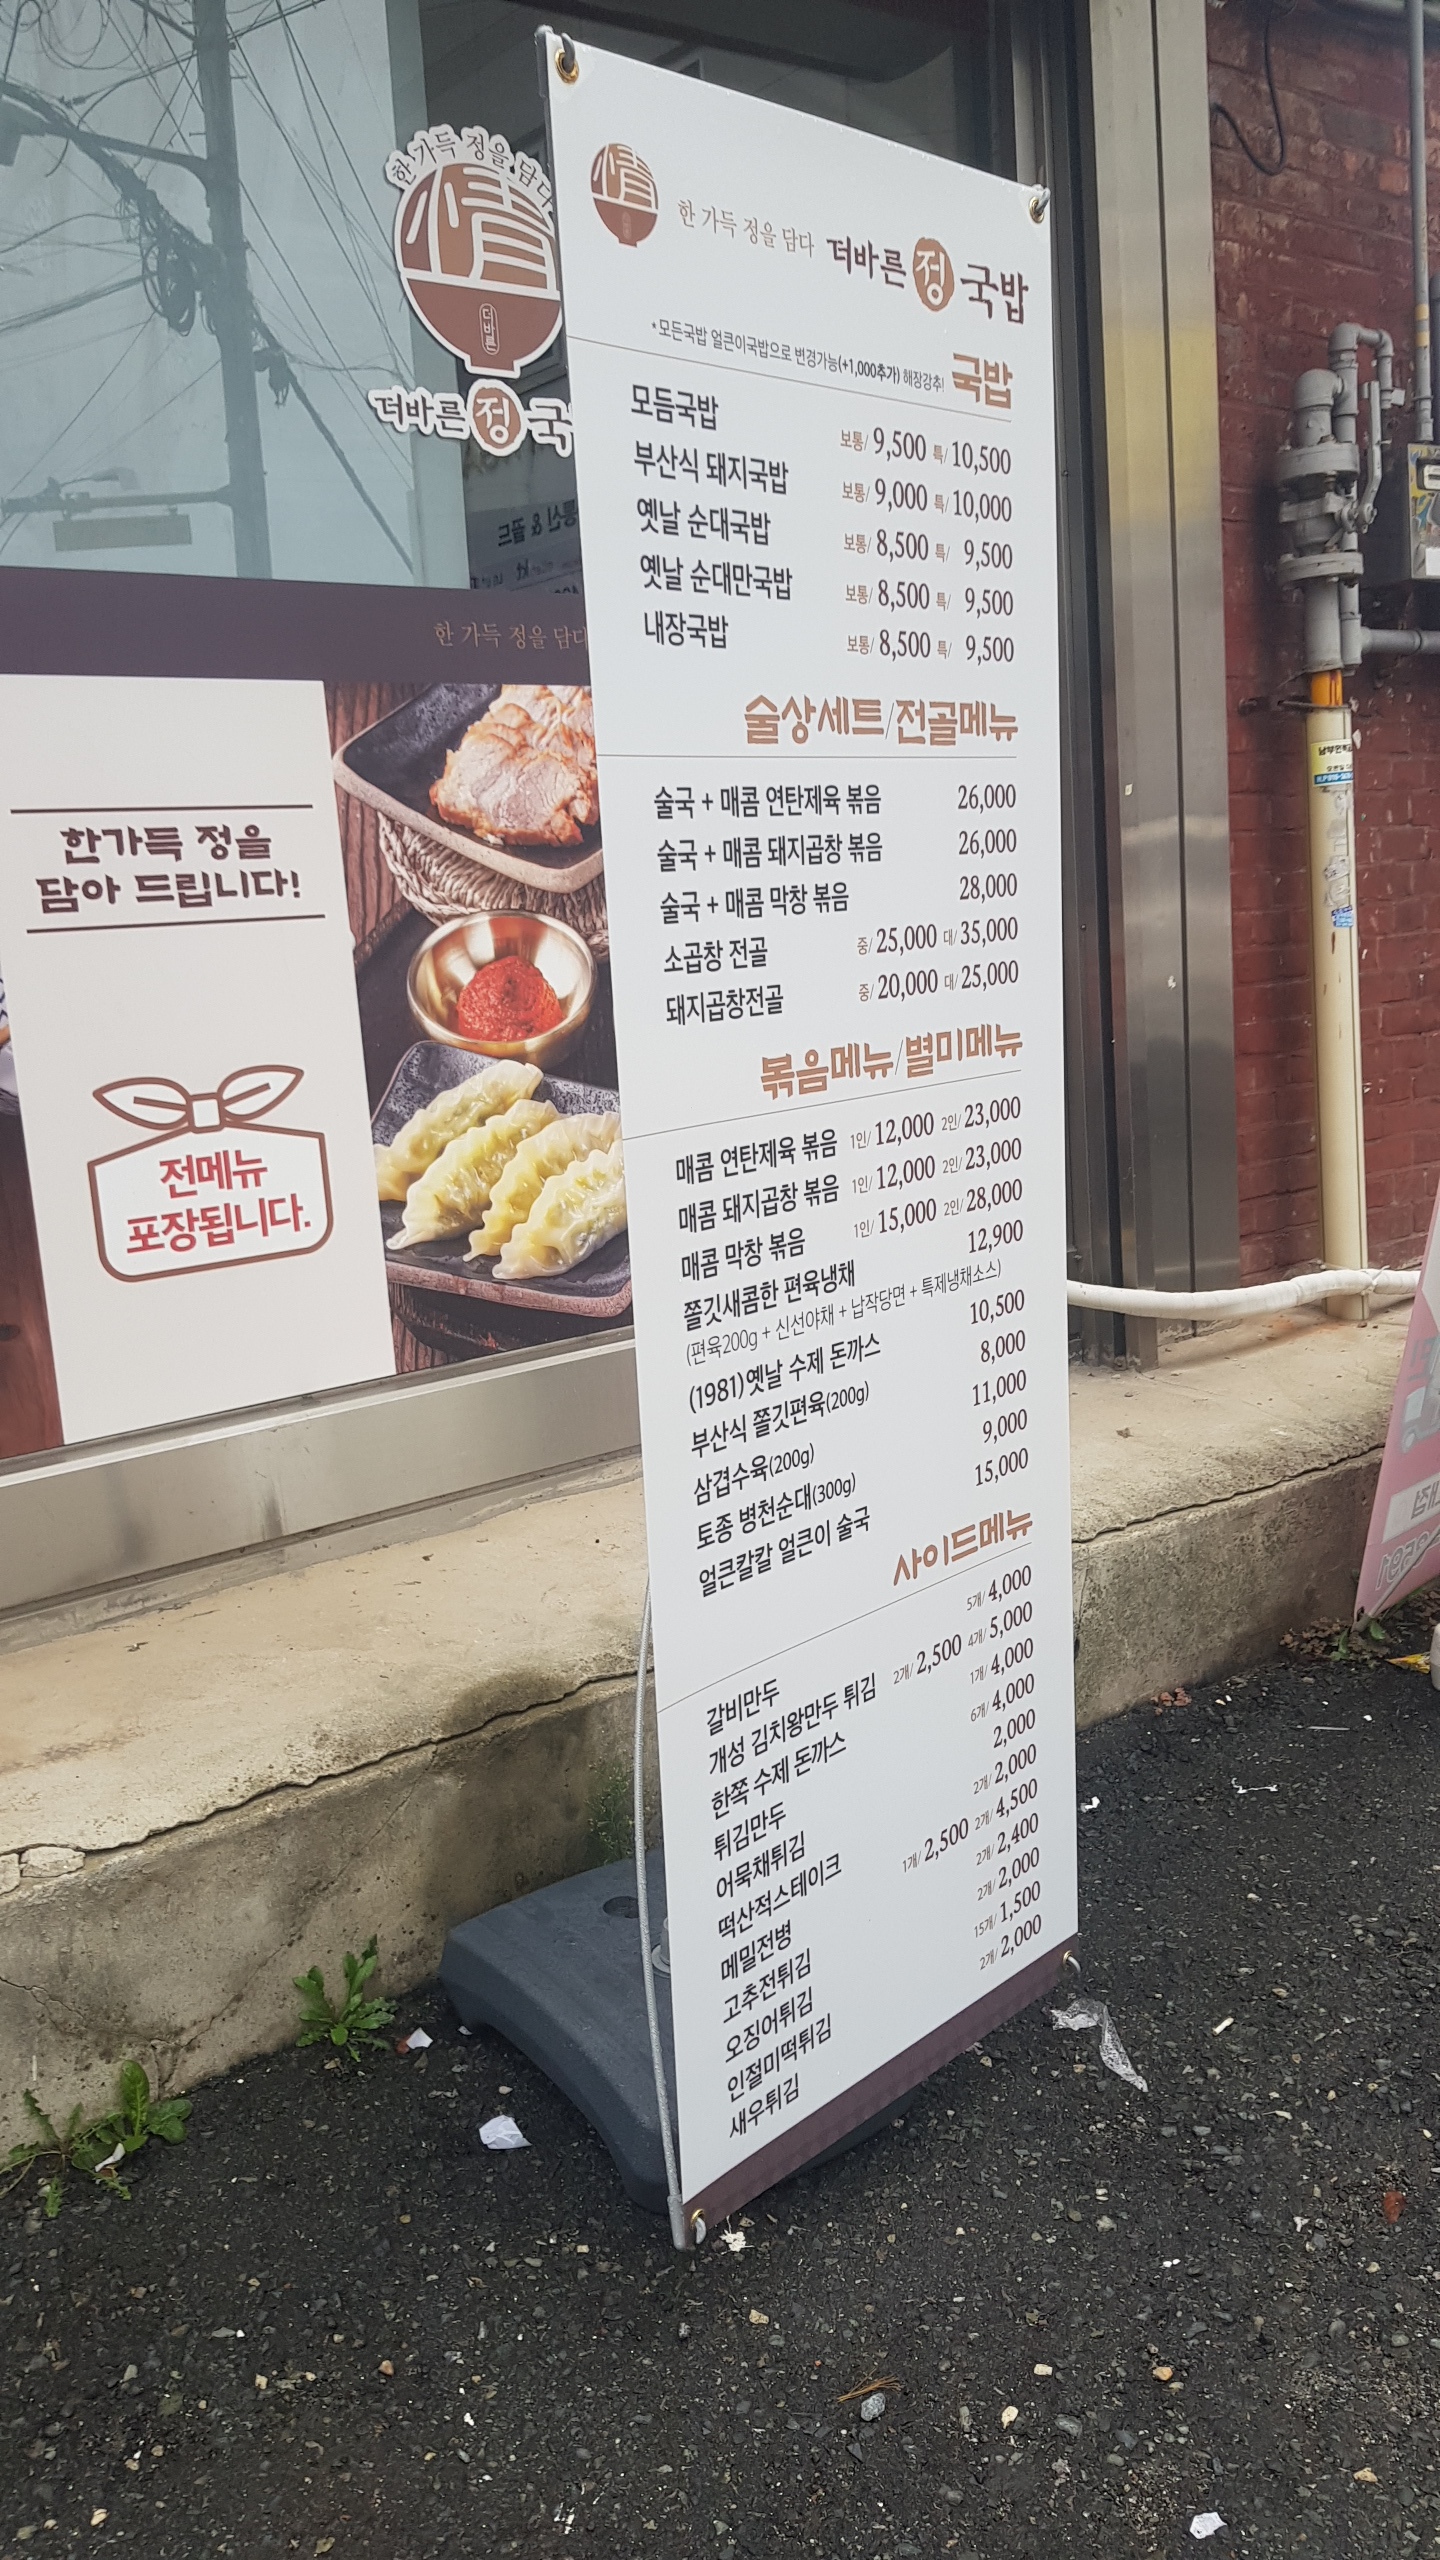 한 가득 정을 담다
더바른
더바른 정 국
한 가득 정을 담다
한가득 정을
담아 드립니다!
전메뉴
포장됩니다.
한 가득 정을 담다 더바른 정 국밥
국밥
*모든국밥 얼큰이국밥으로 변경가능(+1,000추가) 해장강추!
모듬국밥 보통/ 9,500 특/ 10,500
부산식 돼지국밥 보통/ 9,000 특/ 10,000
옛날 순대국밥 보통/ 8,500 특/ 9,500
옛날 순대만국밥 보통/ 8,500 특/ 9,500
내장국밥 보통/ 8,500 특/ 9,500
술상세트/전골메뉴
술국 + 매콤 연탄제육 볶음 26,000
술국 + 매콤 돼지곱창 볶음 26,000
술국 + 매콤 막창 볶음 28,000
소곱창 전골 중/ 25,000 대/ 35,000
돼지곱창전골 중/ 20,000 대/ 25,000
볶음메뉴/별미메뉴
매콤 연탄제육 볶음 1인/ 12,000 2인/ 23,000
매콤 돼지곱창 볶음 1인/ 12,000 2인/ 23,000
매콤 막창 볶음 1인/ 15,000 2인/ 28,000
쫄깃새콤한 편육냉채 12,900
(편육200g + 신선야채 + 납작당면 + 특제냉채소스)
(1981)옛날 수제 돈까스 10,500
부산식 쫄깃편육(200g) 8,000
삼겹수육(200g) 11,000
토종 병천순대(300g) 9,000
얼큰칼칼 얼큰이 술국 15,000
사이드메뉴
갈비만두 5개/ 4,000
개성 김치왕만두 튀김 2개/ 2,500 4개/ 5,000
한쪽 수제 돈까스 1개/ 4,000
튀김만두 6개/ 4,000
어묵채튀김 2,000
떡산적스테이크 2개/ 2,000
메밀전병 1개/ 2,500 2개/ 4,500
고추전튀김 2개/ 2,400
오징어튀김 2개/ 2,000
인절미떡튀김 15개/ 1,500
새우튀김 2개/ 2,000